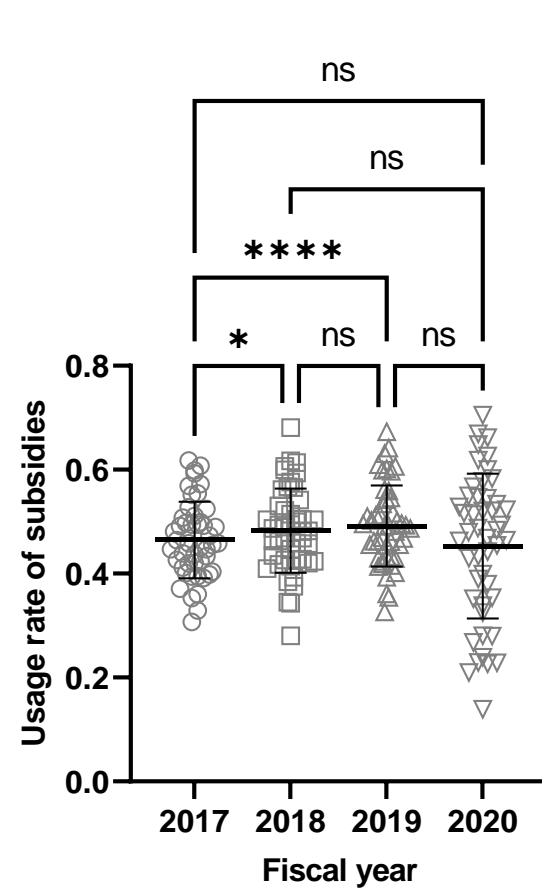 ns
ns
****
*
ns
ns
0.8
0.6
0.4
0.2
0.0
Usage rate of subsidies
2017 2018 2019 2020
Fiscal year